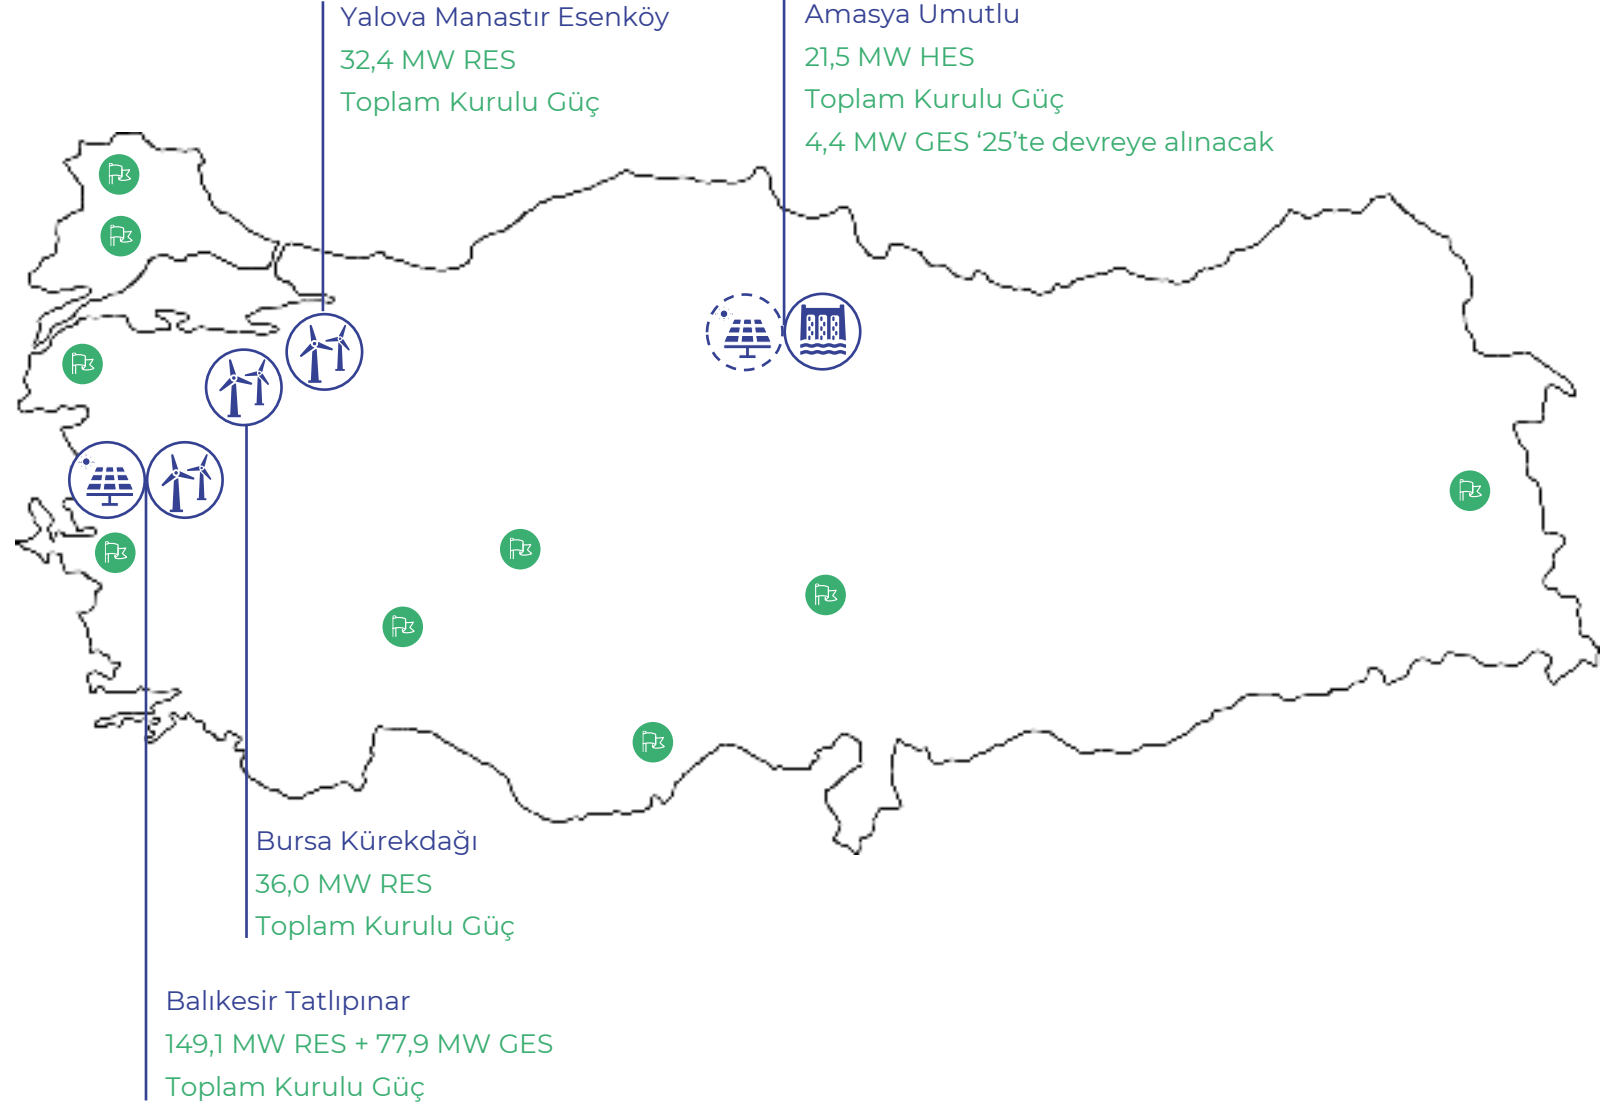 Yalova Manastır Esenköy
32,4 MW RES
Toplam Kurulu Güç
Amasya Umutlu
21,5 MW HES
Toplam Kurulu Güç
4,4 MW GES ‘25’te devreye alınacak
Bursa Kürekdağı
36,0 MW RES
Toplam Kurulu Güç
Balıkesir Tatlıpınar
149,1 MW RES + 77,9 MW GES
Toplam Kurulu Güç